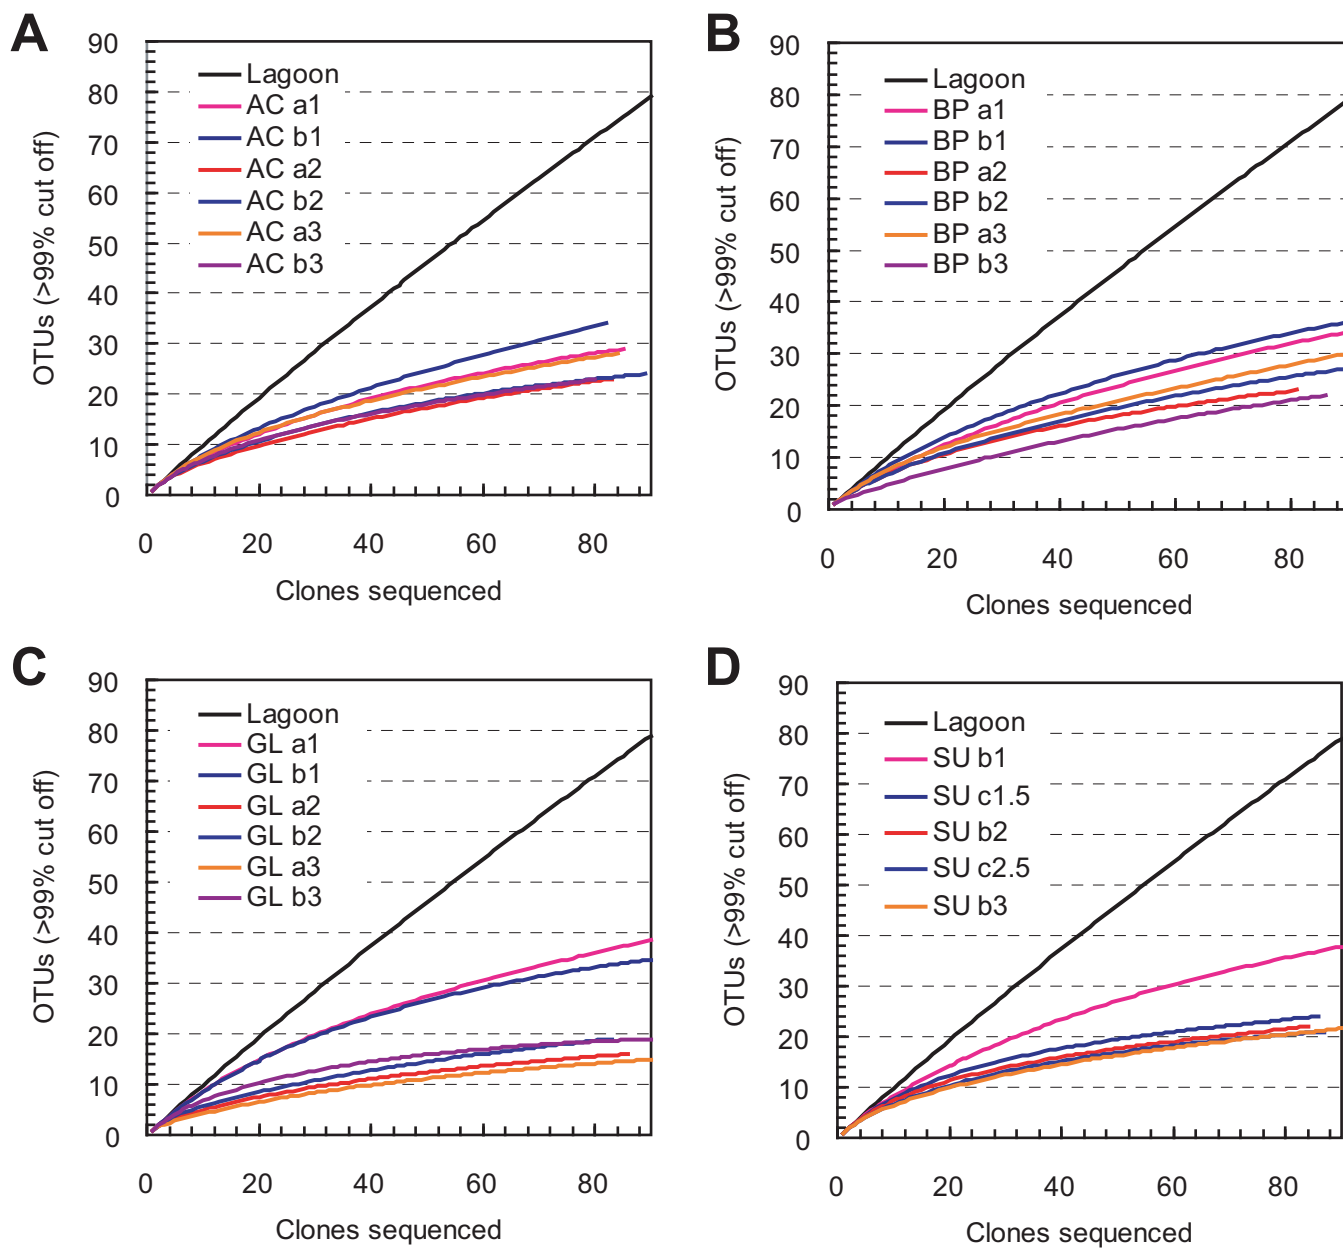 A
OTUs (>99% cut off)
90
80
70
60
50
40
30
20
10
0
Lagoon
AC a1
AC b1
AC a2
AC b2
AC a3
AC b3
0 20 40 60 80
Clones sequenced
B
OTUs (>99% cut off)
90
80
70
60
50
40
30
20
10
0
Lagoon
BP a1
BP b1
BP a2
BP b2
BP a3
BP b3
0 20 40 60 80
Clones sequenced
C
OTUs (>99% cut off)
90
80
70
60
50
40
30
20
10
0
Lagoon
GL a1
GL b1
GL a2
GL b2
GL a3
GL b3
0 20 40 60 80
Clones sequenced
D
OTUs (>99% cut off)
90
80
70
60
50
40
30
20
10
0
Lagoon
SU b1
SU c1.5
SU b2
SU c2.5
SU b3
0 20 40 60 80
Clones sequenced